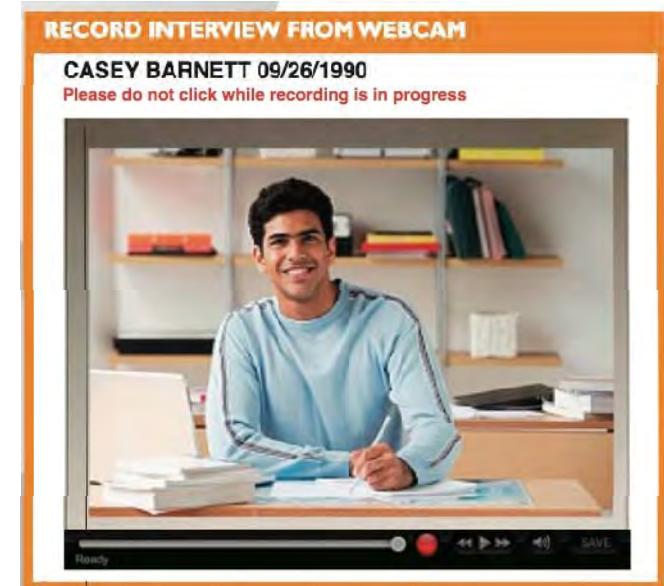 RECORD INTERVIEW FROM WEBCAM
CASEY BARNETT 09/26/1990
Please do not click while recording is in progress
Ready
SAVE